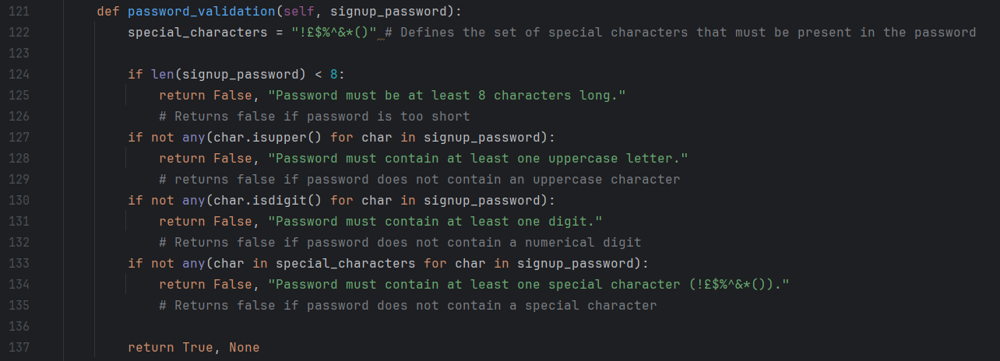 121 def password_validation(self, signup_password):
122 special_characters = "!£$%^&*()" # Defines the set of special characters that must be present in the password
123
124 if len(signup_password) < 8:
125 return False, "Password must be at least 8 characters long."
126 # Returns false if password is too short
127 if not any(char.isupper() for char in signup_password):
128 return False, "Password must contain at least one uppercase letter."
129 # returns false if password does not contain an uppercase character
130 if not any(char.isdigit() for char in signup_password):
131 return False, "Password must contain at least one digit."
132 # Returns false if password does not contain a numerical digit
133 if not any(char in special_characters for char in signup_password):
134 return False, "Password must contain at least one special character (!£$%^&*())."
135 # Returns false if password does not contain a special character
136
137 return True, None